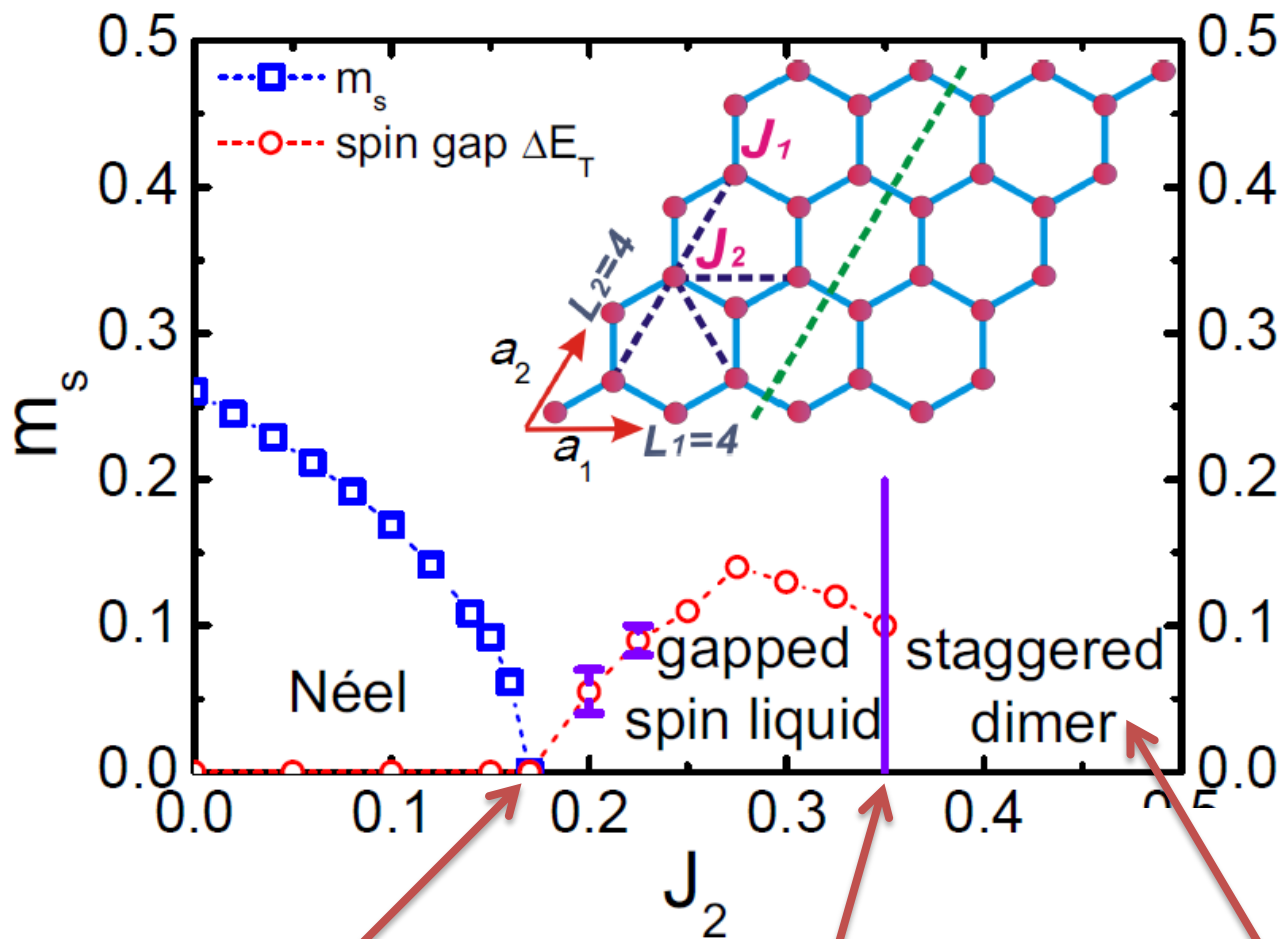 0.5
0.4
0.3
0.2
0.1
0.0
m_s
m_s
spin gap ΔE_T
J_1
J_2
L_2=4
a_2
a_1
L_1=4
Néel
gapped
spin liquid
staggered
dimer
0.5
0.4
0.3
0.2
0.1
0.0
0.0 0.1 0.2 0.3 0.4
J_2